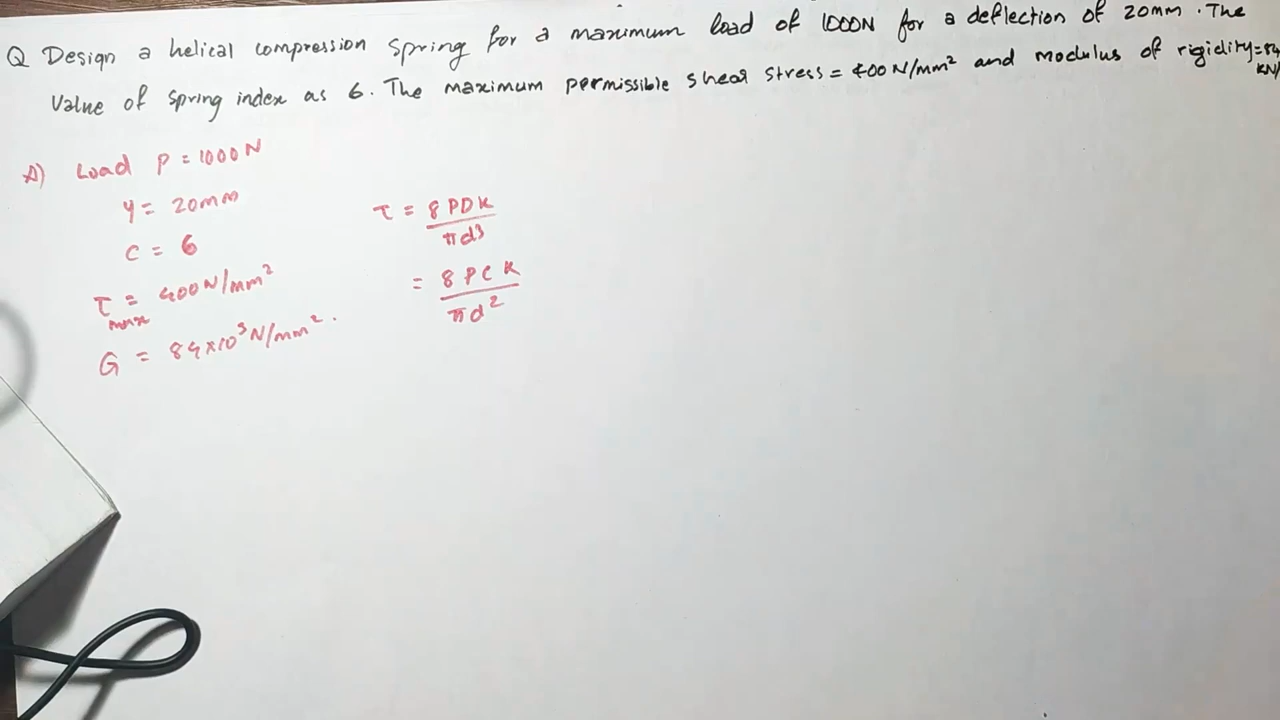 Q Design a helical compression spring for a maximum load of 1000N for a deflection of 20mm. The
Value of spring index as 6. The maximum permissible shear stress = 400 N/mm² and modulus of rigidity = 84
KN/
A) Load P = 1000 N
y = 20mm
C = 6
τmax = 400 N/mm²
G = 84×10³ N/mm².
τ = 8PDK/πd³
= 8PCK/πd²